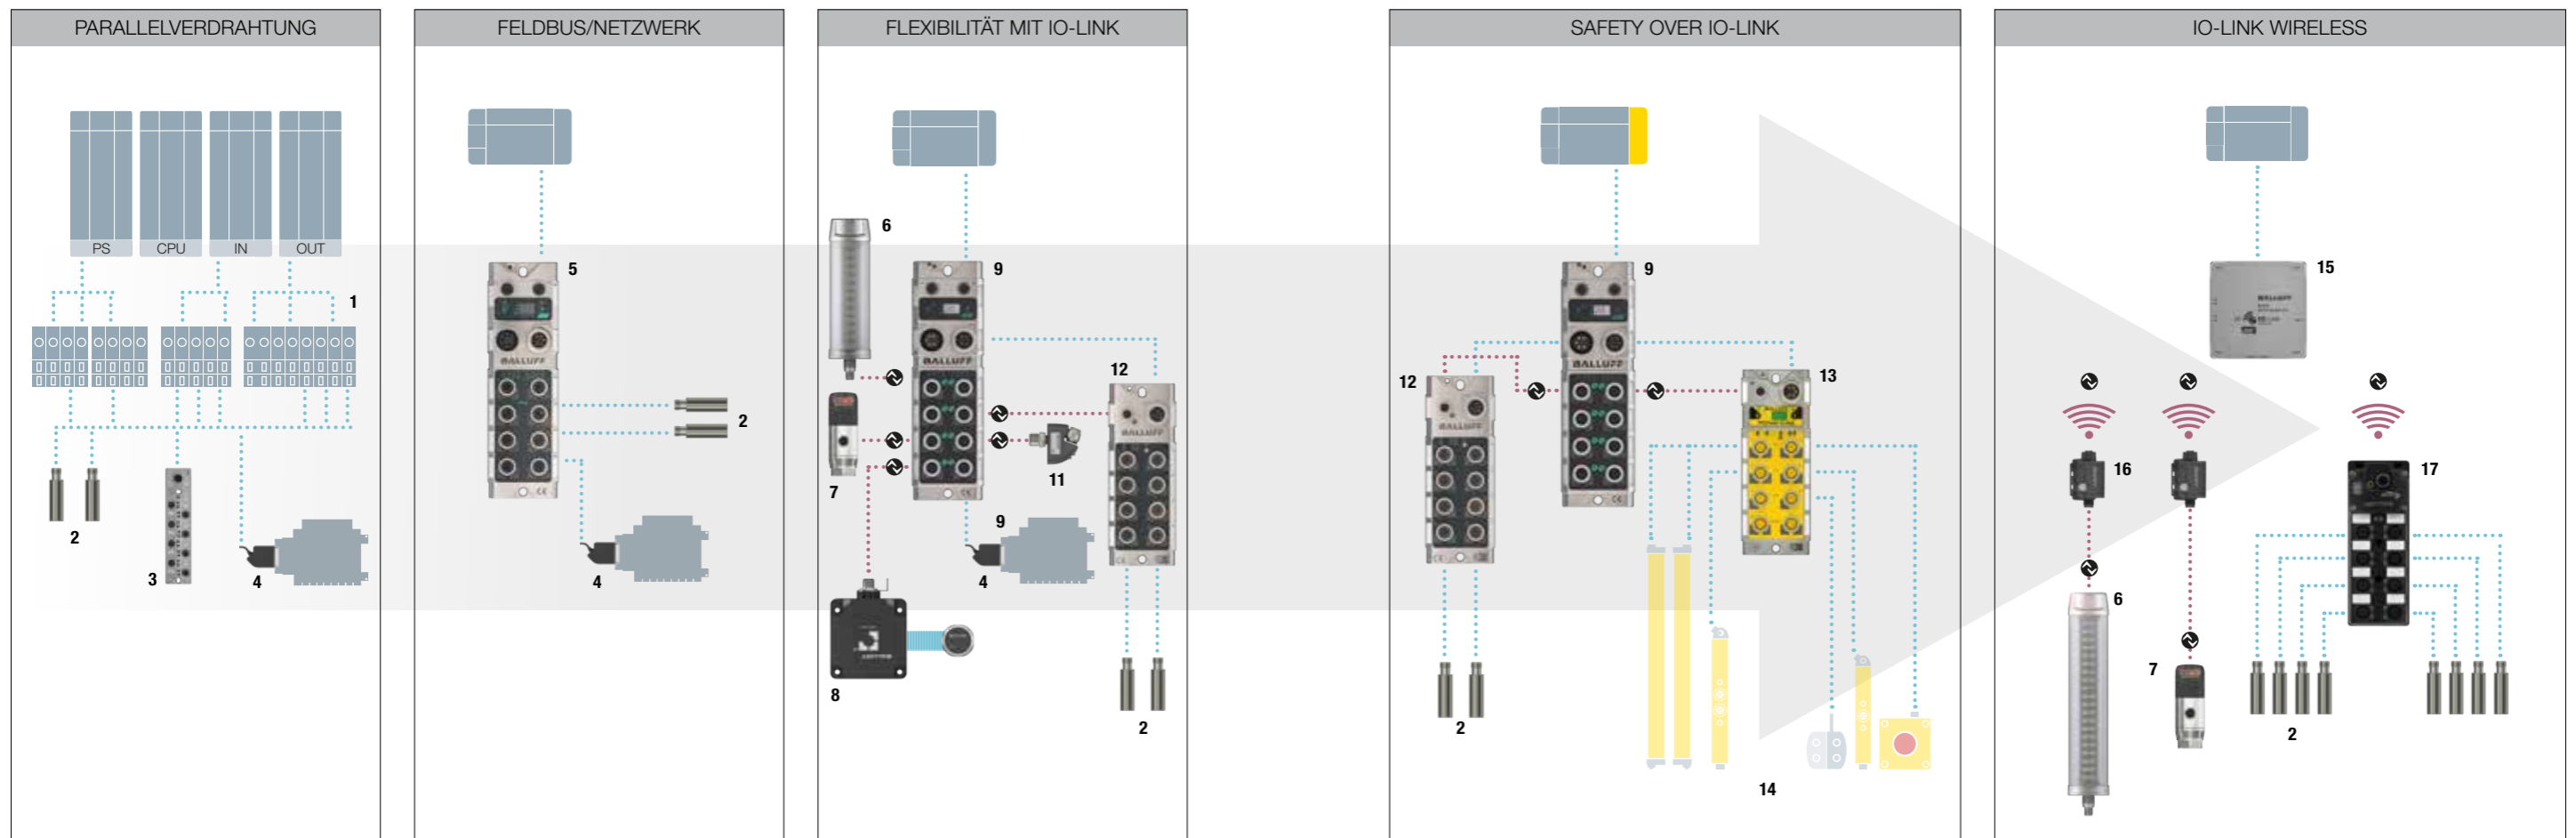 PARALLELVERDRAHTUNG
FELDBUS/NETZWERK
FLEXIBILITÄT MIT IO-LINK
SAFETY OVER IO-LINK
IO-LINK WIRELESS
PS
CPU
IN
OUT
1
2
3
4
5
BALLUFF
2
4
6
9
BALLUFF
7
11
12
BALLUFF
9
4
8
2
9
BALLUFF
12
BALLUFF
13
2
14
15
BALLUFF
16
17
6
7
2